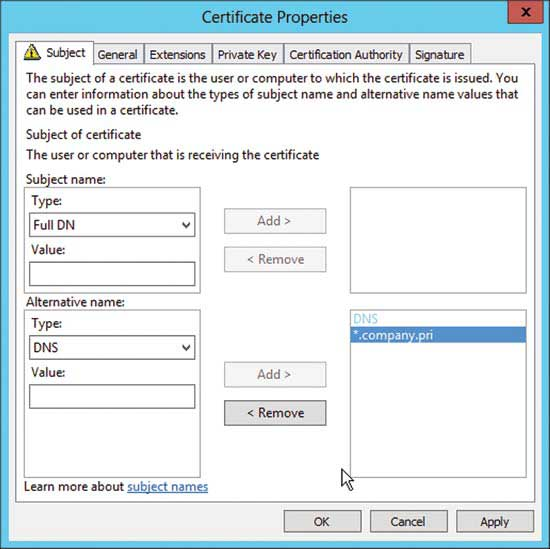 Certificate Properties
x
Subject General Extensions Private Key Certification Authority Signature
The subject of a certificate is the user or computer to which the certificate is issued. You
can enter information about the types of subject name and alternative name values that
can be used in a certificate.
Subject of certificate
The user or computer that is receiving the certificate
Subject name:
Type:
Full DN
Add >
Value:
< Remove
Alternative name:
Type:
DNS
DNS
*.company.pri
Value:
Add >
< Remove
Learn more about subject names
OK Cancel Apply